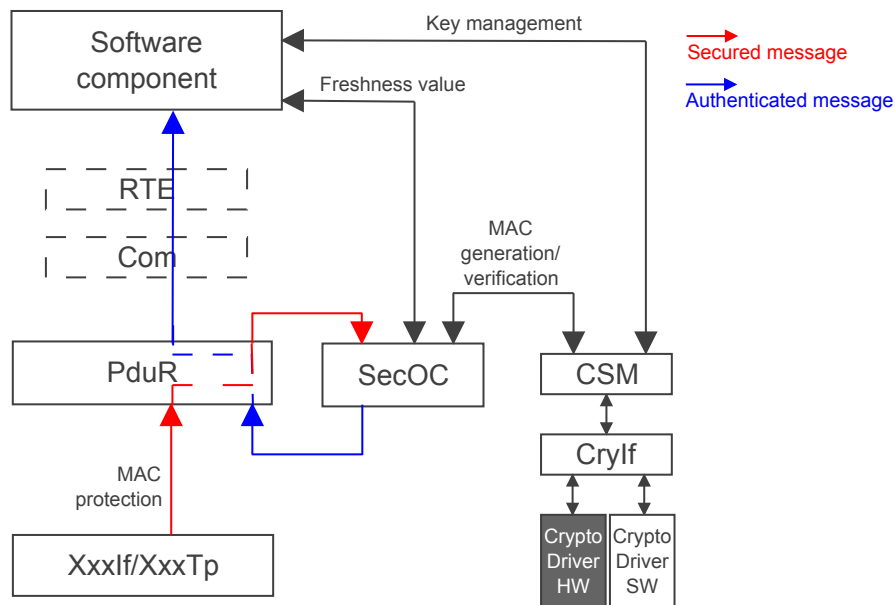 Software
component
Key management
Freshness value
Secured message
Authenticated message
RTE
Com
MAC
generation/
verification
PduR
SecOC
CSM
MAC
protection
CryIf
XxxIf/XxxTp
Crypto
Driver
HW
Crypto
Driver
SW